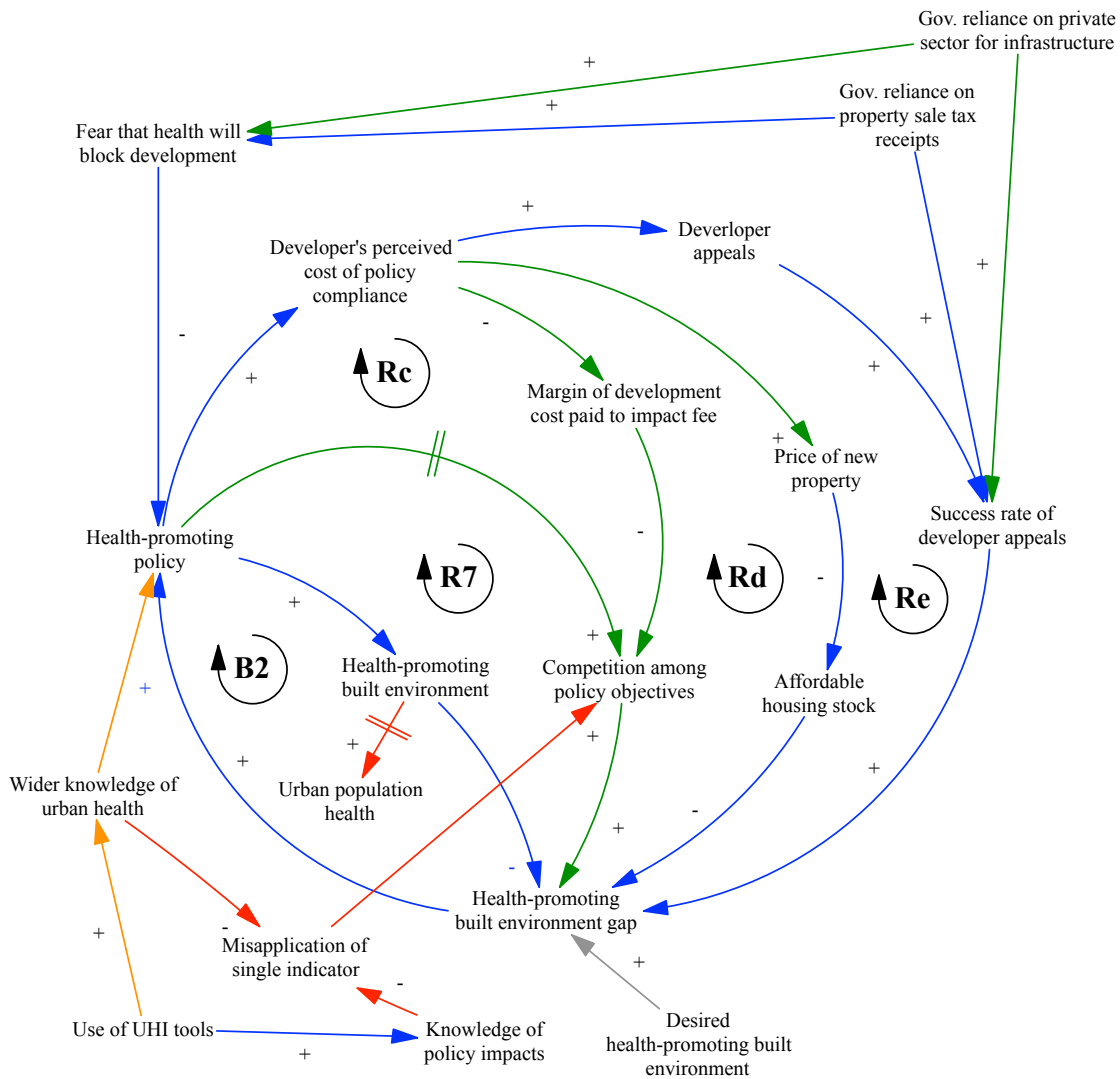 Gov. reliance on private
sector for infrastructure
+
Gov. reliance on
property sale tax
receipts
+
Fear that health will
block development
+
Deverloper
appeals
Developer's perceived
cost of policy
compliance
+
+
-
-
+
+
+
Rc
Margin of development
cost paid to impact fee
+
Price of new
property
Success rate of
developer appeals
Health-promoting
policy
-
R7
Rd
-
Re
+
+
Health-promoting
built environment
B2
Competition among
policy objectives
Affordable
housing stock
+
+
+
+
+
Urban population
health
Wider knowledge of
urban health
-
+
-
Health-promoting
built environment gap
+
-
Misapplication of
single indicator
+
-
Use of UHI tools
+
Knowledge of
policy impacts
Desired
health-promoting built
environment